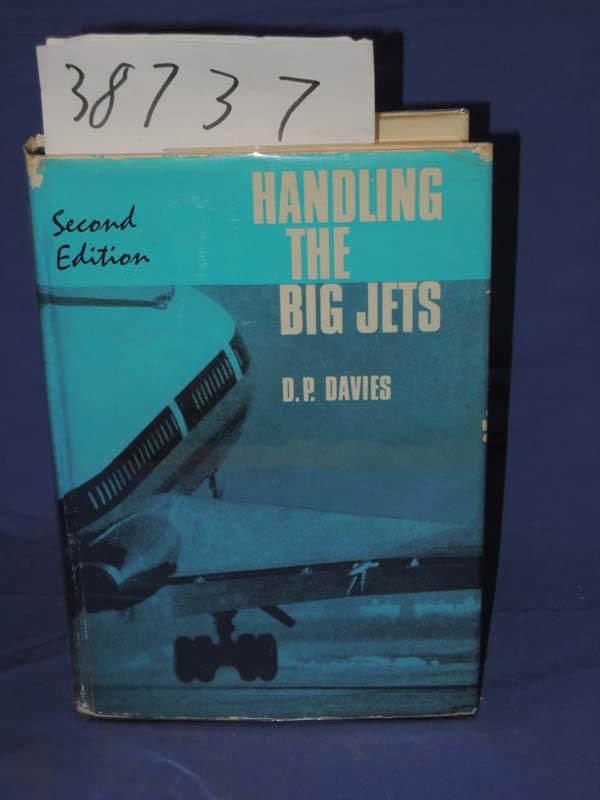 38737
Second
Edition
HANDLING
THE
BIG JETS
D.P. DAVIES